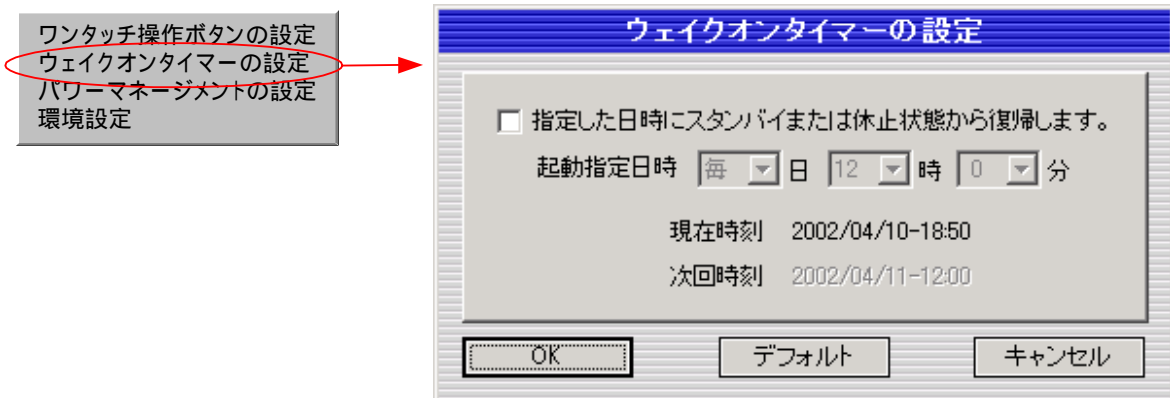 ワンタッチ操作ボタンの設定
ウェイクオンタイマーの設定
パワーマネージメントの設定
環境設定
ウェイクオンタイマーの設定
指定した日時にスタンバイまたは休止状態から復帰します。
起動指定日時 毎 日 12 時 0 分
現在時刻 2002/04/10-18:50
次回時刻 2002/04/11-12:00
OK デフォルト キャンセル